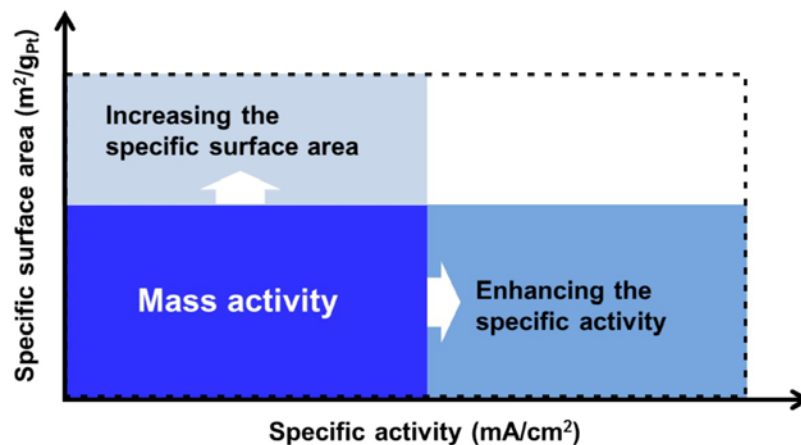 Specific surface area (m²/gPt)
Increasing the
specific surface area
Mass activity
Enhancing the
specific activity
Specific activity (mA/cm²)